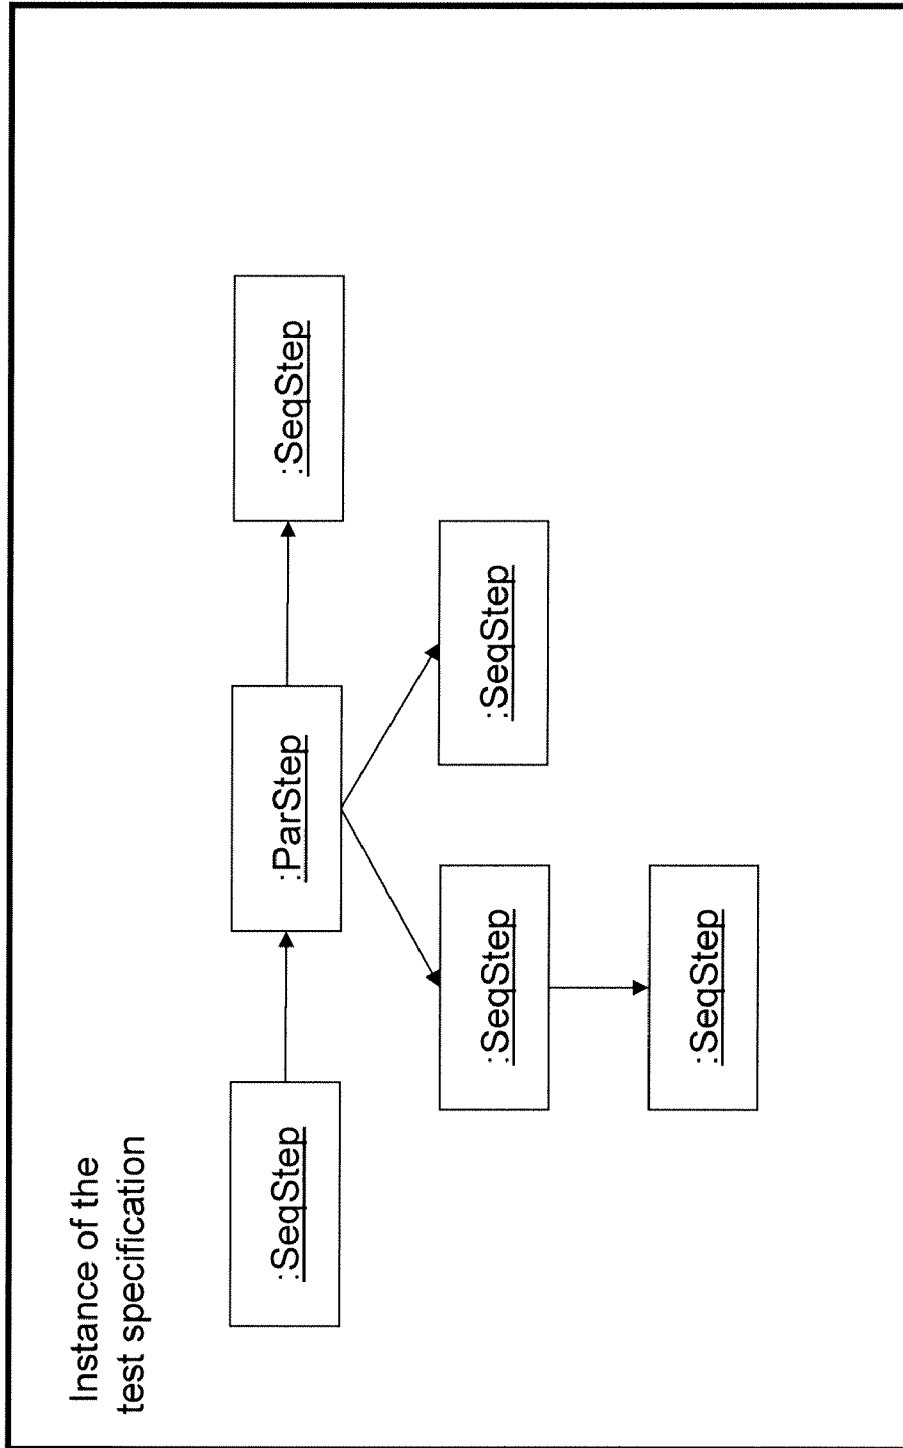 Instance of the
test specification
:SeqStep
:ParStep
:SeqStep
:SeqStep
:SeqStep
:SeqStep